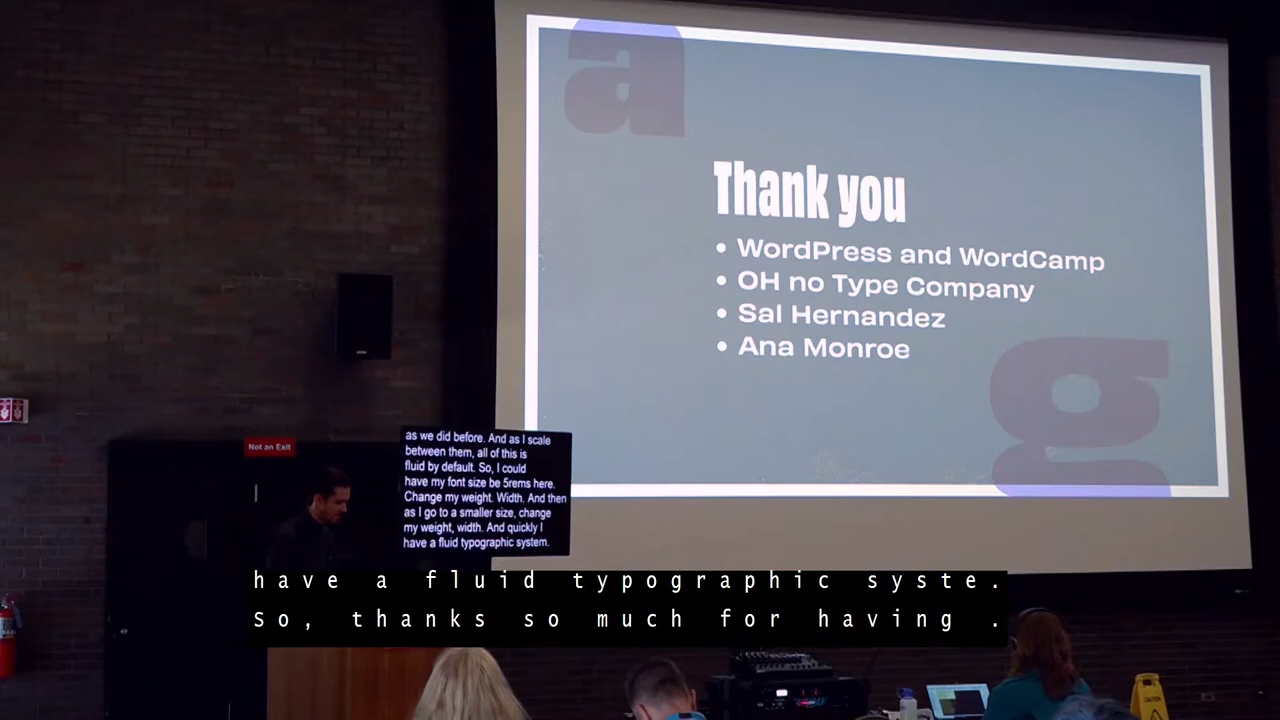 a
Thank you
• WordPress and WordCamp
• OH no Type Company
• Sal Hernandez
• Ana Monroe
g
Not an Exit
as we did before. And as I scale
between them, all of this is
fluid by default. So, I could
have my font size be 5rems here.
Change my weight. Width. And then
as I go to a smaller size, change
my weight, width. And quickly I
have a fluid typographic system.
have a fluid typographic syste.
So, thanks so much for having .
CAUTION